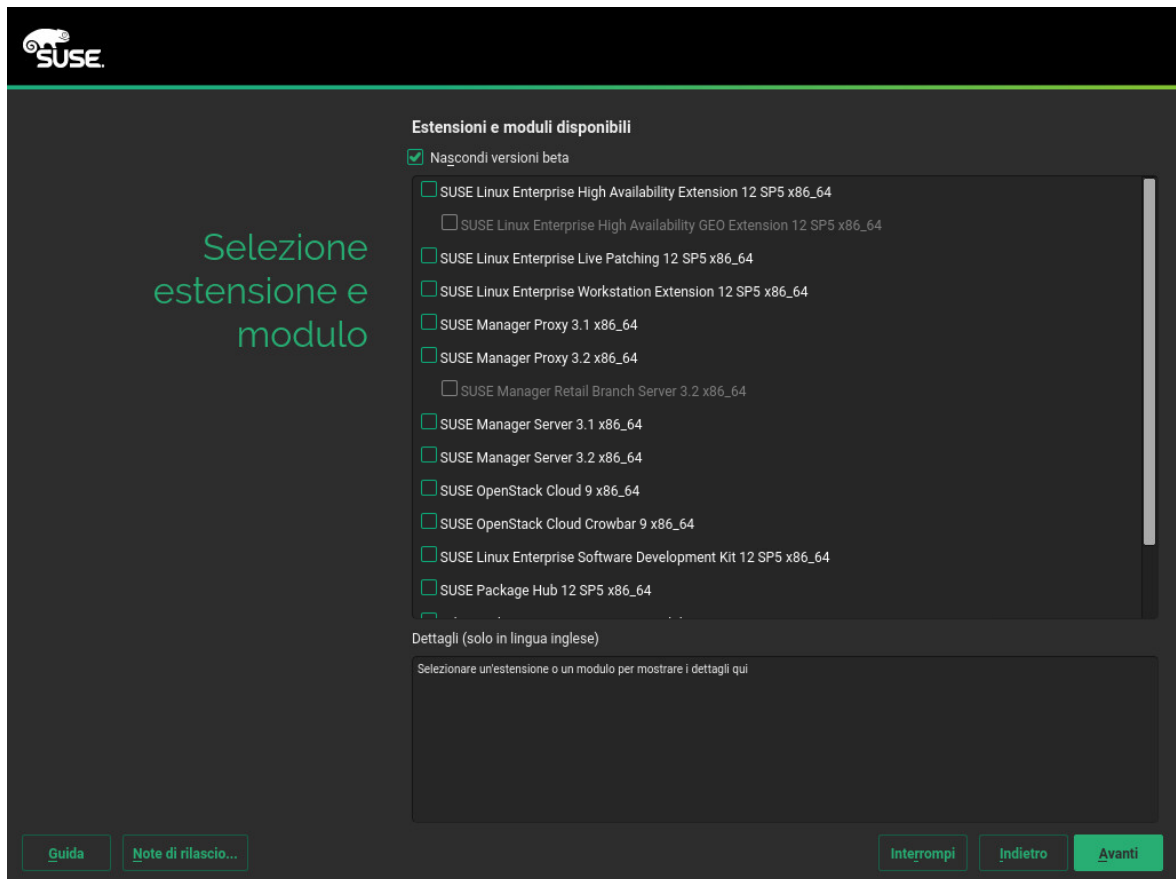 SUSE.
Selezione
estensione e
modulo
Estensioni e moduli disponibili
Nascondi versioni beta
SUSE Linux Enterprise High Availability Extension 12 SP5 x86_64
SUSE Linux Enterprise High Availability GEO Extension 12 SP5 x86_64
SUSE Linux Enterprise Live Patching 12 SP5 x86_64
SUSE Linux Enterprise Workstation Extension 12 SP5 x86_64
SUSE Manager Proxy 3.1 x86_64
SUSE Manager Proxy 3.2 x86_64
SUSE Manager Retail Branch Server 3.2 x86_64
SUSE Manager Server 3.1 x86_64
SUSE Manager Server 3.2 x86_64
SUSE OpenStack Cloud 9 x86_64
SUSE OpenStack Cloud Crowbar 9 x86_64
SUSE Linux Enterprise Software Development Kit 12 SP5 x86_64
SUSE Package Hub 12 SP5 x86_64
Dettagli (solo in lingua inglese)
Selezionare un'estensione o un modulo per mostrare i dettagli qui
Guida
Note di rilascio...
Interrompi
Indietro
Avanti